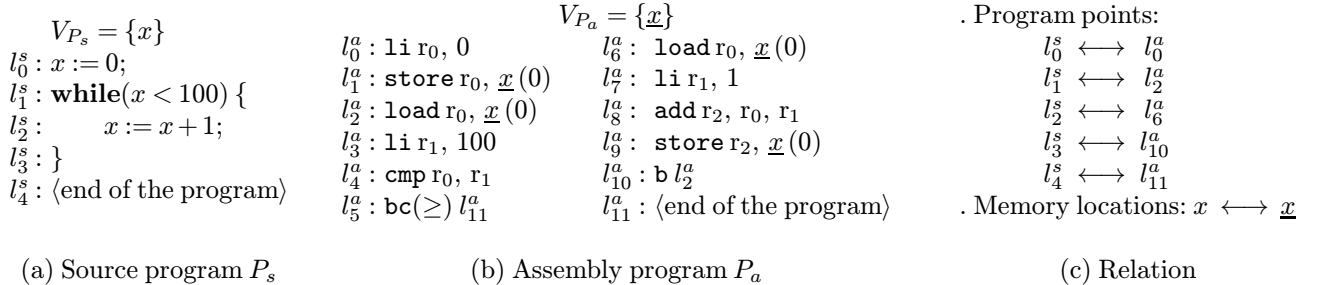 V_{P_s} = {x}
l_0^s : x := 0;
l_1^s : while(x < 100) {
l_2^s : x := x + 1;
l_3^s : }
l_4^s : ⟨end of the program⟩
(a) Source program P_s
V_{P_a} = {x}
l_0^a : li r_0, 0
l_1^a : store r_0, x (0)
l_2^a : load r_0, x (0)
l_3^a : li r_1, 100
l_4^a : cmp r_0, r_1
l_5^a : bc(≥) l_11^a
l_6^a : load r_0, x (0)
l_7^a : li r_1, 1
l_8^a : add r_2, r_0, r_1
l_9^a : store r_2, x (0)
l_10^a : b l_2^a
l_11^a : ⟨end of the program⟩
(b) Assembly program P_a
. Program points:
l_0^s ⟷ l_0^a
l_1^s ⟷ l_2^a
l_2^s ⟷ l_6^a
l_3^s ⟷ l_10^a
l_4^s ⟷ l_11^a
. Memory locations: x ⟷ x
(c) Relation